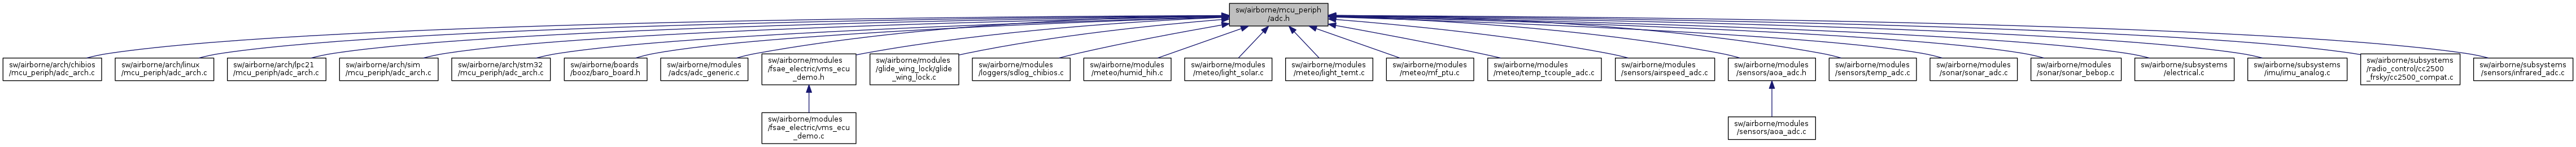 sw/airborne/mcu_periph
/adc.h
sw/airborne/arch/chibios
/mcu_periph/adc_arch.c
sw/airborne/arch/linux
/mcu_periph/adc_arch.c
sw/airborne/arch/lpc21
/mcu_periph/adc_arch.c
sw/airborne/arch/sim
/mcu_periph/adc_arch.c
sw/airborne/arch/stm32
/mcu_periph/adc_arch.c
sw/airborne/boards
/booz/baro_board.h
sw/airborne/modules
/adcs/adc_generic.c
sw/airborne/modules
/fsae_electric/vms_ecu
_demo.h
sw/airborne/modules
/glide_wing_lock/glide
_wing_lock.c
sw/airborne/modules
/loggers/sdlog_chibios.c
sw/airborne/modules
/meteo/humid_hih.c
sw/airborne/modules
/meteo/light_solar.c
sw/airborne/modules
/meteo/light_temt.c
sw/airborne/modules
/meteo/mf_ptu.c
sw/airborne/modules
/meteo/temp_tcouple_adc.c
sw/airborne/modules
/sensors/airspeed_adc.c
sw/airborne/modules
/sensors/aoa_adc.h
sw/airborne/modules
/sensors/temp_adc.c
sw/airborne/modules
/sonar/sonar_adc.c
sw/airborne/modules
/sonar/sonar_bebop.c
sw/airborne/subsystems
/electrical.c
sw/airborne/subsystems
/imu/imu_analog.c
sw/airborne/subsystems
/radio_control/cc2500
_frsky/cc2500_compat.c
sw/airborne/subsystems
/sensors/infrared_adc.c
sw/airborne/modules
/fsae_electric/vms_ecu
_demo.c
sw/airborne/modules
/sensors/aoa_adc.c